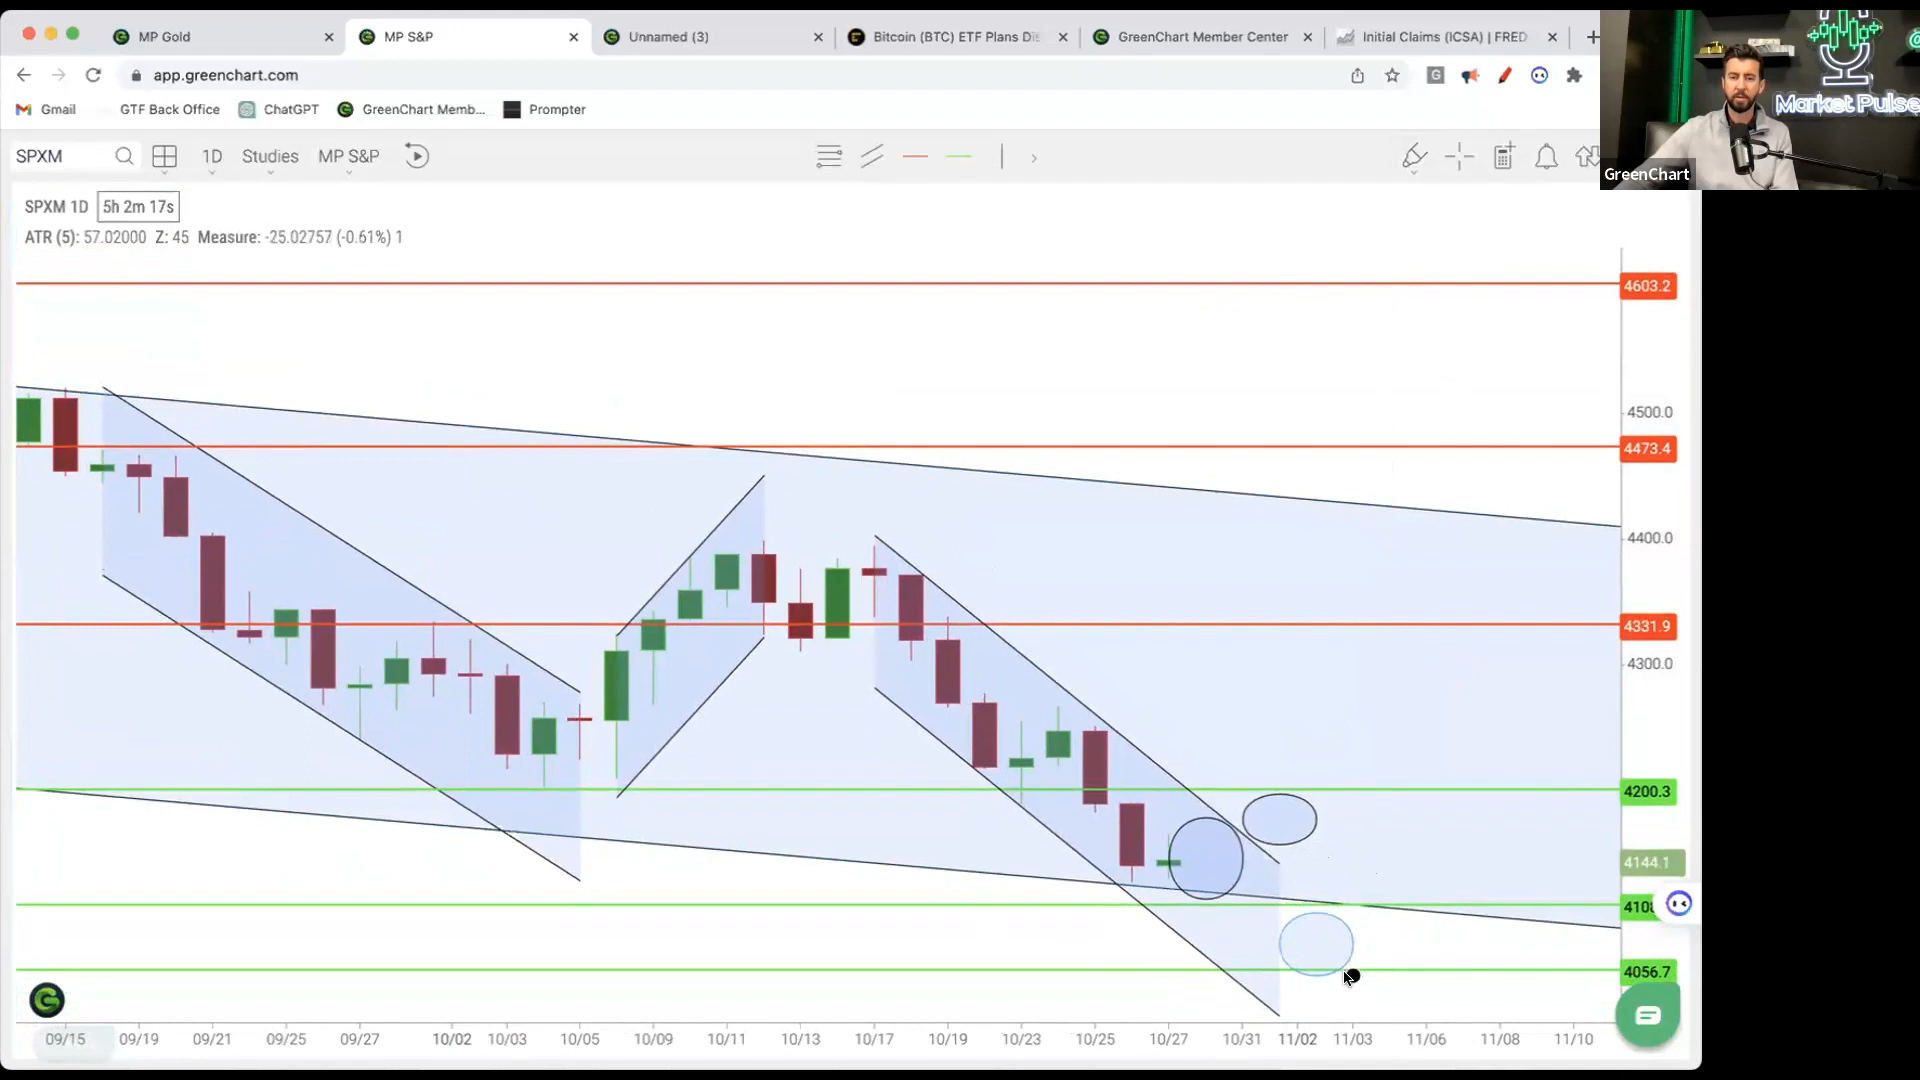 MP Gold
MP S&P
Unnamed (3)
Bitcoin (BTC) ETF Plans Dis
GreenChart Member Center
Initial Claims (ICSA) | FRED
app.greenchart.com
Gmail
GTF Back Office
ChatGPT
GreenChart Memb...
Prompter
Market Pulse
GreenChart
SPXM
1D
Studies
MP S&P
SPXM 1D
5h 2m 17s
ATR (5): 57.02000 Z: 45 Measure: -25.02757 (-0.61%) 1
4603.2
4500.0
4473.4
4400.0
4331.9
4300.0
4200.3
4144.1
4056.7
09/15
09/19
09/21
09/25
09/27
10/02
10/03
10/05
10/09
10/11
10/13
10/17
10/19
10/23
10/25
10/27
10/31
11/02
11/03
11/06
11/08
11/10